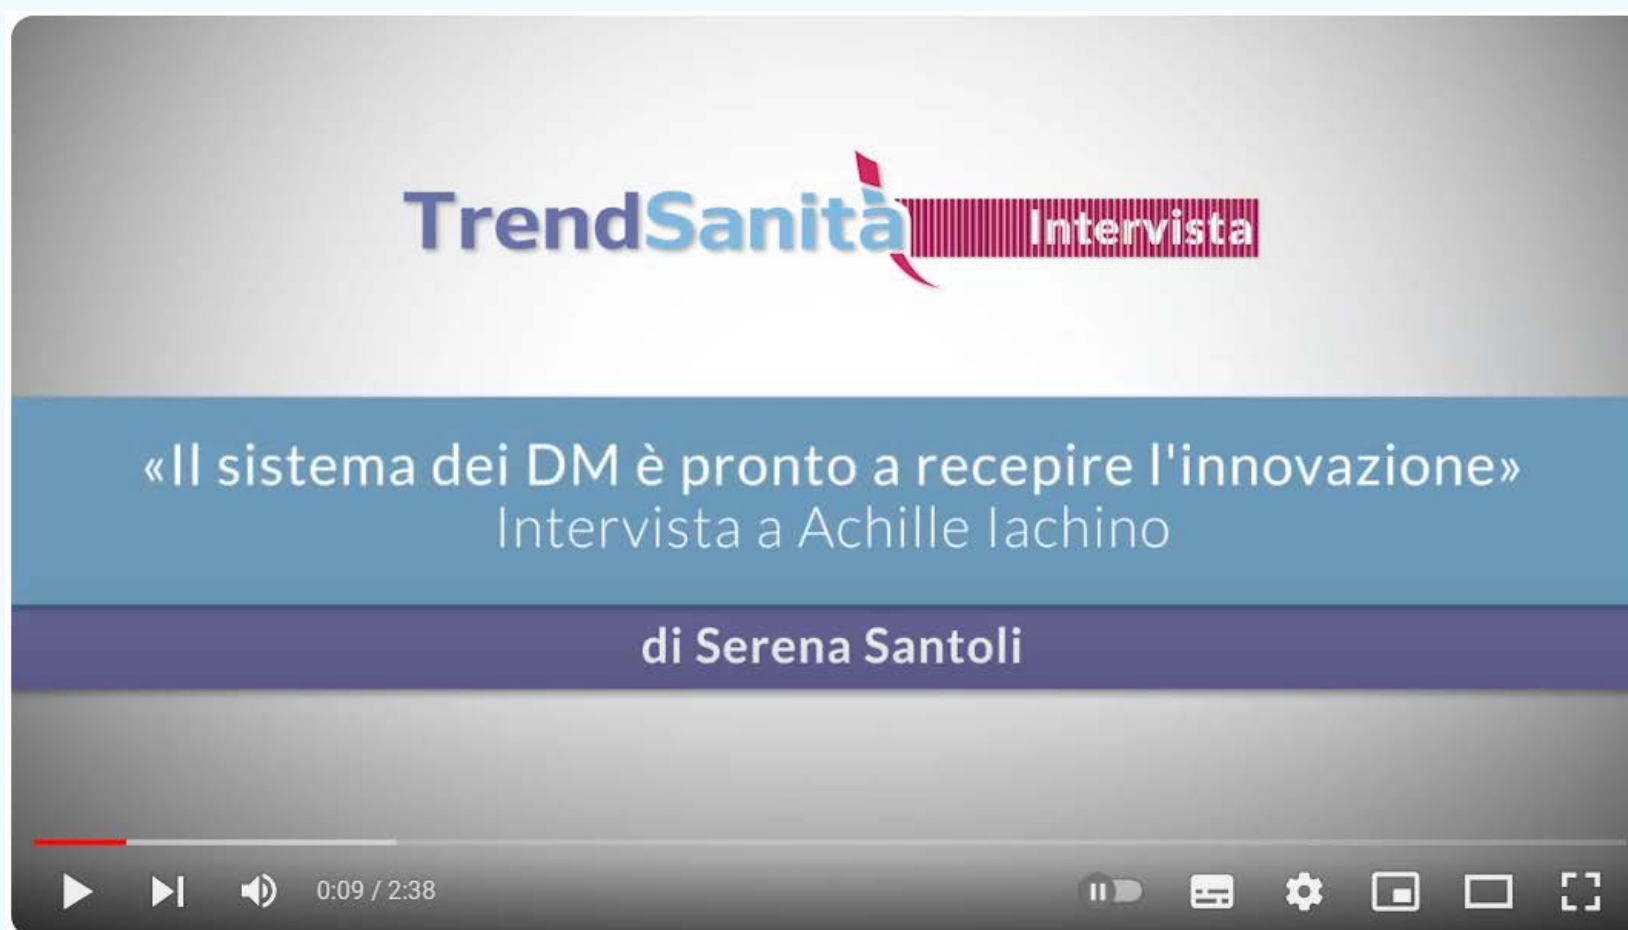 TrendSanità Intervista
«Il sistema dei DM è pronto a recepire l'innovazione»
Intervista a Achille Iachino
di Serena Santoli
0:09 / 2:38